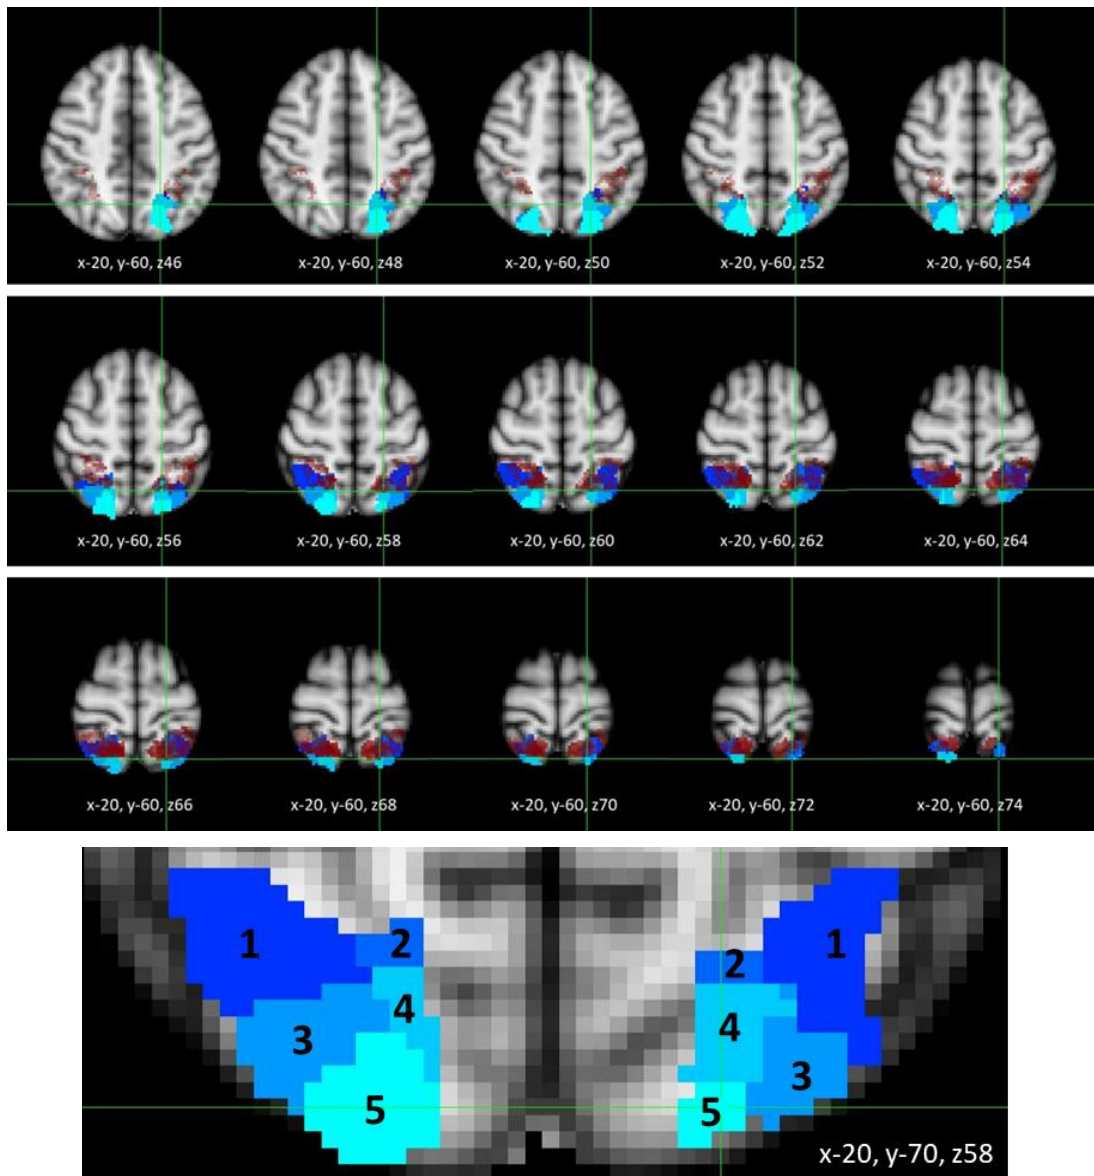 x-20, y-60, z46
x-20, y-60, z48
x-20, y-60, z50
x-20, y-60, z52
x-20, y-60, z54
x-20, y-60, z56
x-20, y-60, z58
x-20, y-60, z60
x-20, y-60, z62
x-20, y-60, z64
x-20, y-60, z66
x-20, y-60, z68
x-20, y-60, z70
x-20, y-60, z72
x-20, y-60, z74
1 2 2 1
4 4
3 3
5 5
x-20, y-70, z58